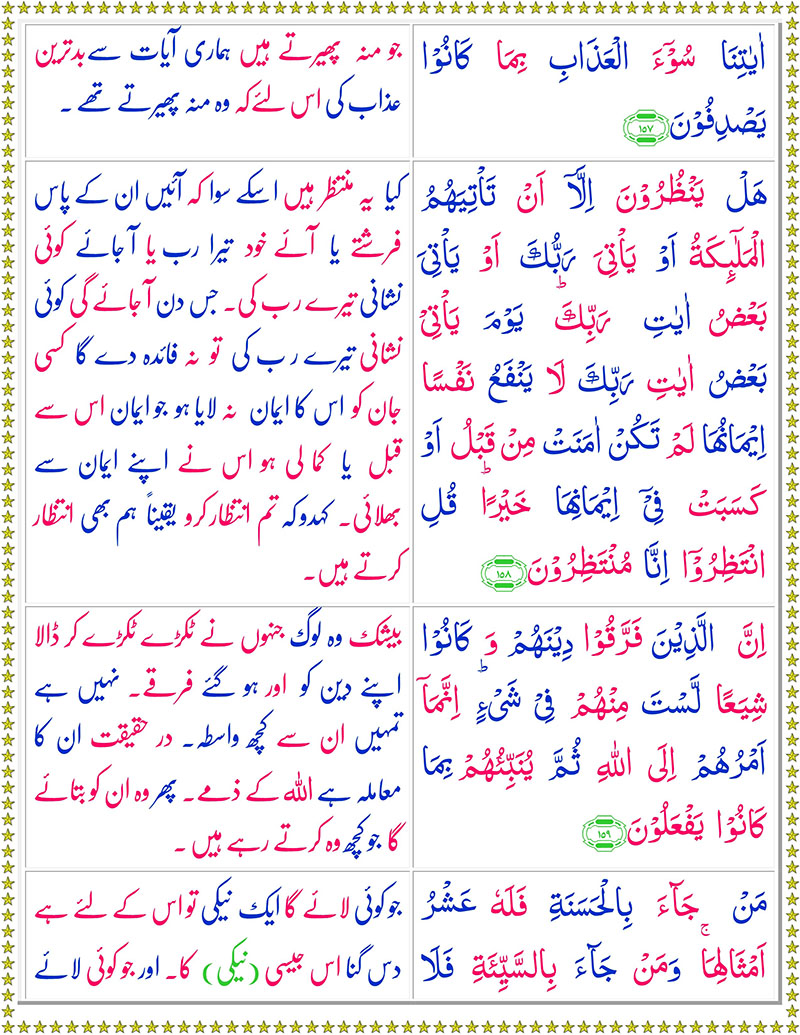 اٰيٰتِنَا سُوْٓءَ الْعَذَابِ بِمَا كَانُوْا
يَصْدِفُوْنَ ۝١٥٧
جو منہ پھیرتے ہیں ہماری آیات سے بدترین
عذاب کی اس لئے کہ وہ منہ پھیرتے تھے ۔
هَلْ يَنْظُرُوْنَ اِلَّاۤ اَنْ تَاْتِيَهُمُ
الْمَلٰٓئِكَةُ اَوْ يَاْتِىَ رَبُّكَ اَوْ يَاْتِىَ
بَعْضُ اٰيٰتِ رَبِّكَ ؕ يَوْمَ يَاْتِىْ
بَعْضُ اٰيٰتِ رَبِّكَ لَا يَنْفَعُ نَفْسًا
اِيْمَانُهَا لَمْ تَكُنْ اٰمَنَتْ مِنْ قَبْلُ اَوْ
كَسَبَتْ فِىْۤ اِيْمَانِهَا خَيْرًا ؕ قُلِ
انْتَظِرُوْۤا اِنَّا مُنْتَظِرُوْنَ ۝١٥٨
کیا یہ منتظر ہیں اسکے سوا کہ آئیں ان کے پاس
فرشتے یا آئے خود تیرا رب یا آجائے کوئی
نشانی تیرے رب کی۔ جس دن آجائے گی کوئی
نشانی تیرے رب کی تو نہ فائدہ دے گا کسی
جان کو اس کا ایمان نہ لایا ہو جو ایمان اس سے
قبل یا کما لی ہو اس نے اپنے ایمان سے
بھلائی۔ کہدو کہ تم انتظار کرو یقیناً ہم بھی انتظار
کرتے ہیں۔
اِنَّ الَّذِيْنَ فَرَّقُوْا دِيْنَهُمْ وَ كَانُوْا
شِيَعًا لَّسْتَ مِنْهُمْ فِىْ شَىْءٍ ؕ اِنَّمَاۤ
اَمْرُهُمْ اِلَى اللّٰهِ ثُمَّ يُنَبِّئُهُمْ بِمَا
كَانُوْا يَفْعَلُوْنَ ۝١٥٩
بیشک وہ لوگ جنہوں نے ٹکڑے ٹکڑے کر ڈالا
اپنے دین کو اور ہو گئے فرقے۔ نہیں ہے
تمہیں ان سے کچھ واسطہ۔ در حقیقت ان کا
معاملہ ہے اللہ کے ذمے۔ پھر وہ ان کو بتائے
گا جو کچھ وہ کرتے رہے ہیں ۔
مَنْ جَآءَ بِالْحَسَنَةِ فَلَهٗ عَشْرُ
اَمْثَالِهَا ۚ وَمَنْ جَآءَ بِالسَّيِّئَةِ فَلَا
جو کوئی لائے گا ایک نیکی تو اس کے لئے ہے
دس گنا اس جیسی (نیکی) کا۔ اور جو کوئی لائے